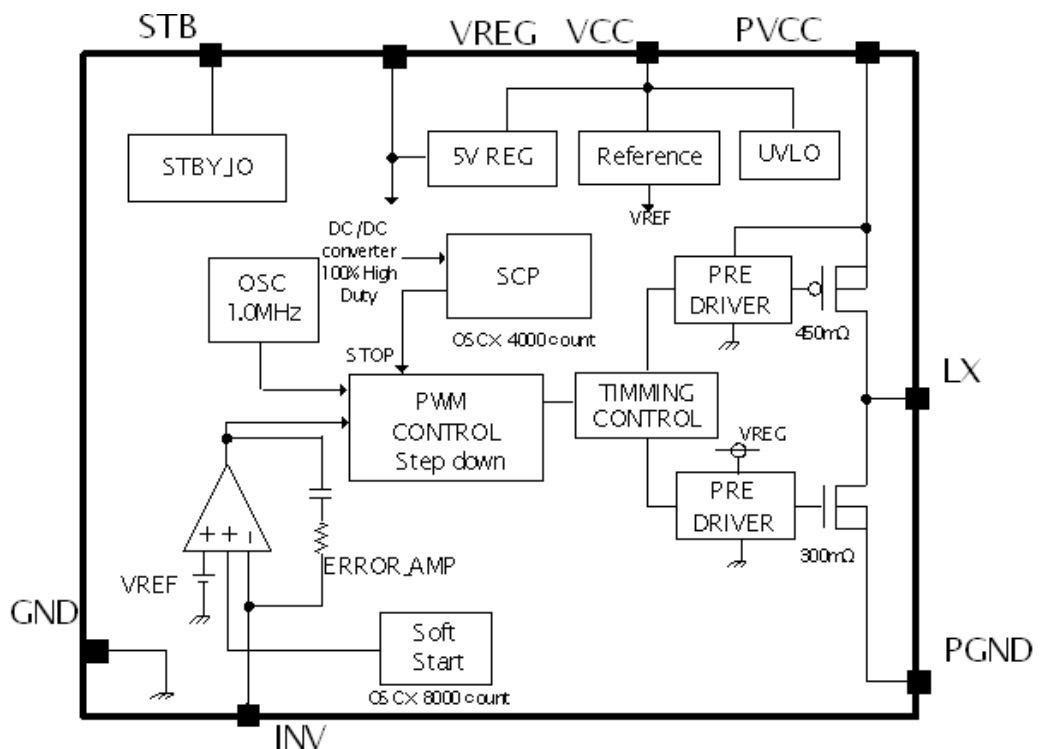 STB
VREG
VCC
PVCC
STBY_IO
5V REG
Reference
UVLO
VREF
DC/DC
converter
100% High
Duty
SCP
OSC
1.0MHz
PRE
DRIVER
450mΩ
OSC× 4000 count
STOP
LX
PWM
CONTROL
Step down
TIMMING
CONTROL
VREG
PRE
DRIVER
300mΩ
+ + −
ERROR_AMP
VREF
GND
Soft
Start
OSC× 8000 count
PGND
INV